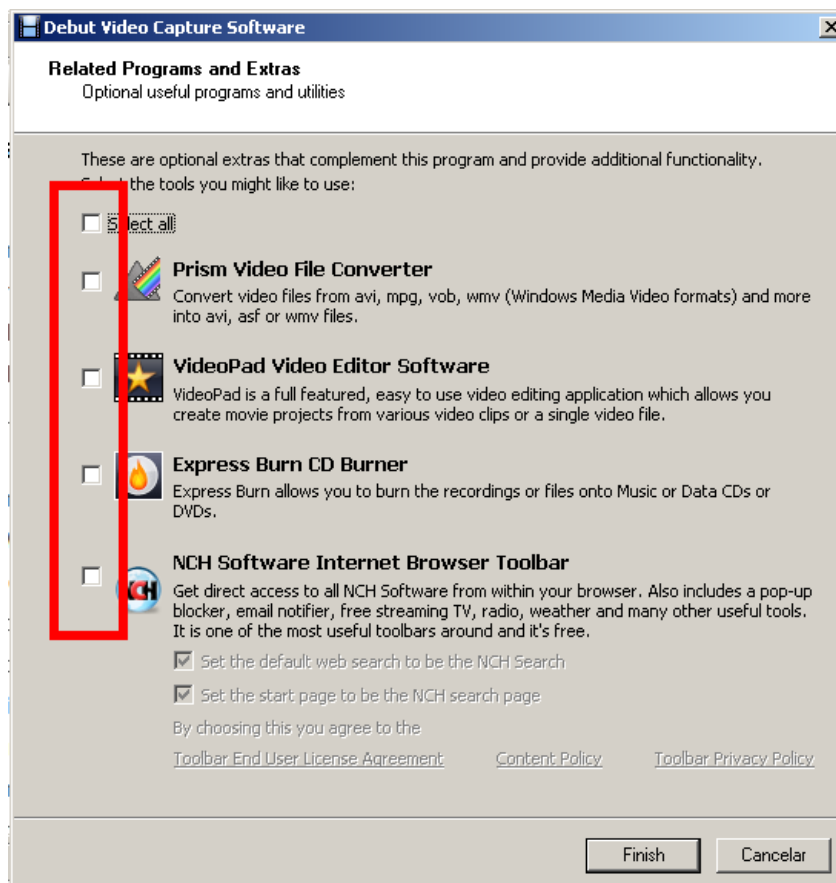 Debut Video Capture Software
Related Programs and Extras
Optional useful programs and utilities
These are optional extras that complement this program and provide additional functionality.
Select the tools you might like to use:
Select all
Prism Video File Converter
Convert video files from avi, mpg, vob, wmv (Windows Media Video formats) and more
into avi, asf or wmv files.
VideoPad Video Editor Software
VideoPad is a full featured, easy to use video editing application which allows you
create movie projects from various video clips or a single video file.
Express Burn CD Burner
Express Burn allows you to burn the recordings or files onto Music or Data CDs or
DVDs.
NCH
NCH Software Internet Browser Toolbar
Get direct access to all NCH Software from within your browser. Also includes a pop-up
blocker, email notifier, free streaming TV, radio, weather and many other useful tools.
It is one of the most useful toolbars around and it's free.
Set the default web search to be the NCH Search
Set the start page to be the NCH search page
By choosing this you agree to the
Toolbar End User License Agreement Content Policy Toolbar Privacy Policy
Finish Cancelar